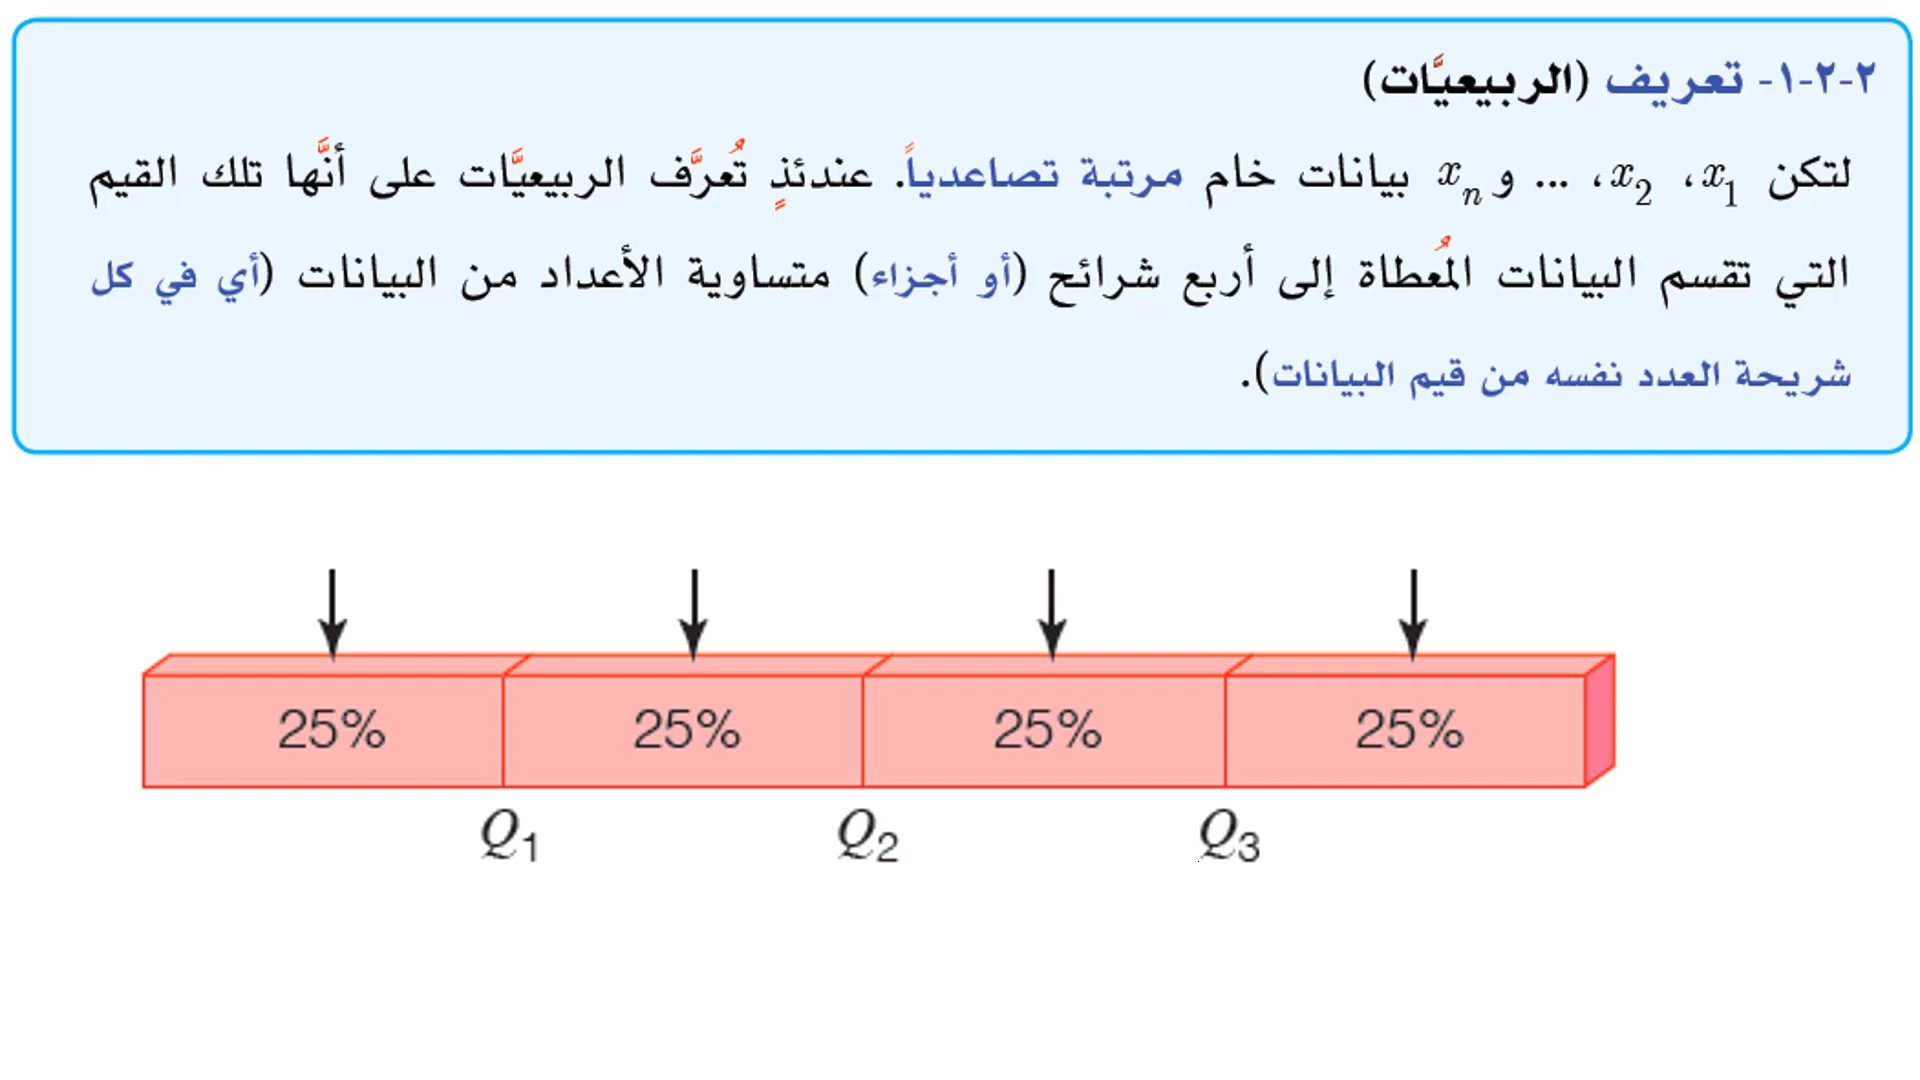 ٢-٢-١- تعريف (الربيعيَّات)
لتكن x₁، x₂، ... و xₙ بيانات خام مرتبة تصاعدياً. عندئذٍ تُعرَّف الربيعيَّات على أنَّها تلك القيم
التي تقسم البيانات المُعطاة إلى أربع شرائح (أو أجزاء) متساوية الأعداد من البيانات (أي في كل
شريحة العدد نفسه من قيم البيانات).
25% 25% 25% 25%
Q₁ Q₂ Q₃